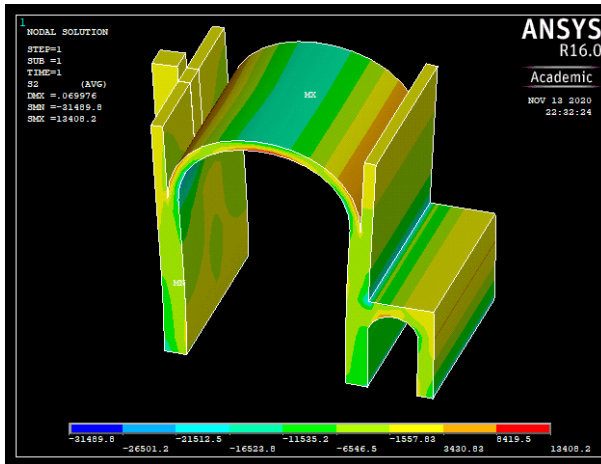 1
NODAL SOLUTION
STEP=1
SUB =1
TIME=1
S2 (AVG)
DMX =.069976
SMN =-31489.8
SMX =13408.2
ANSYS
R16.0
Academic
NOV 13 2020
22:32:24
MX
MN
-31489.8 -21512.5 -11535.2 -1557.83 8419.5
-26501.2 -16523.8 -6546.5 3430.83 13408.2